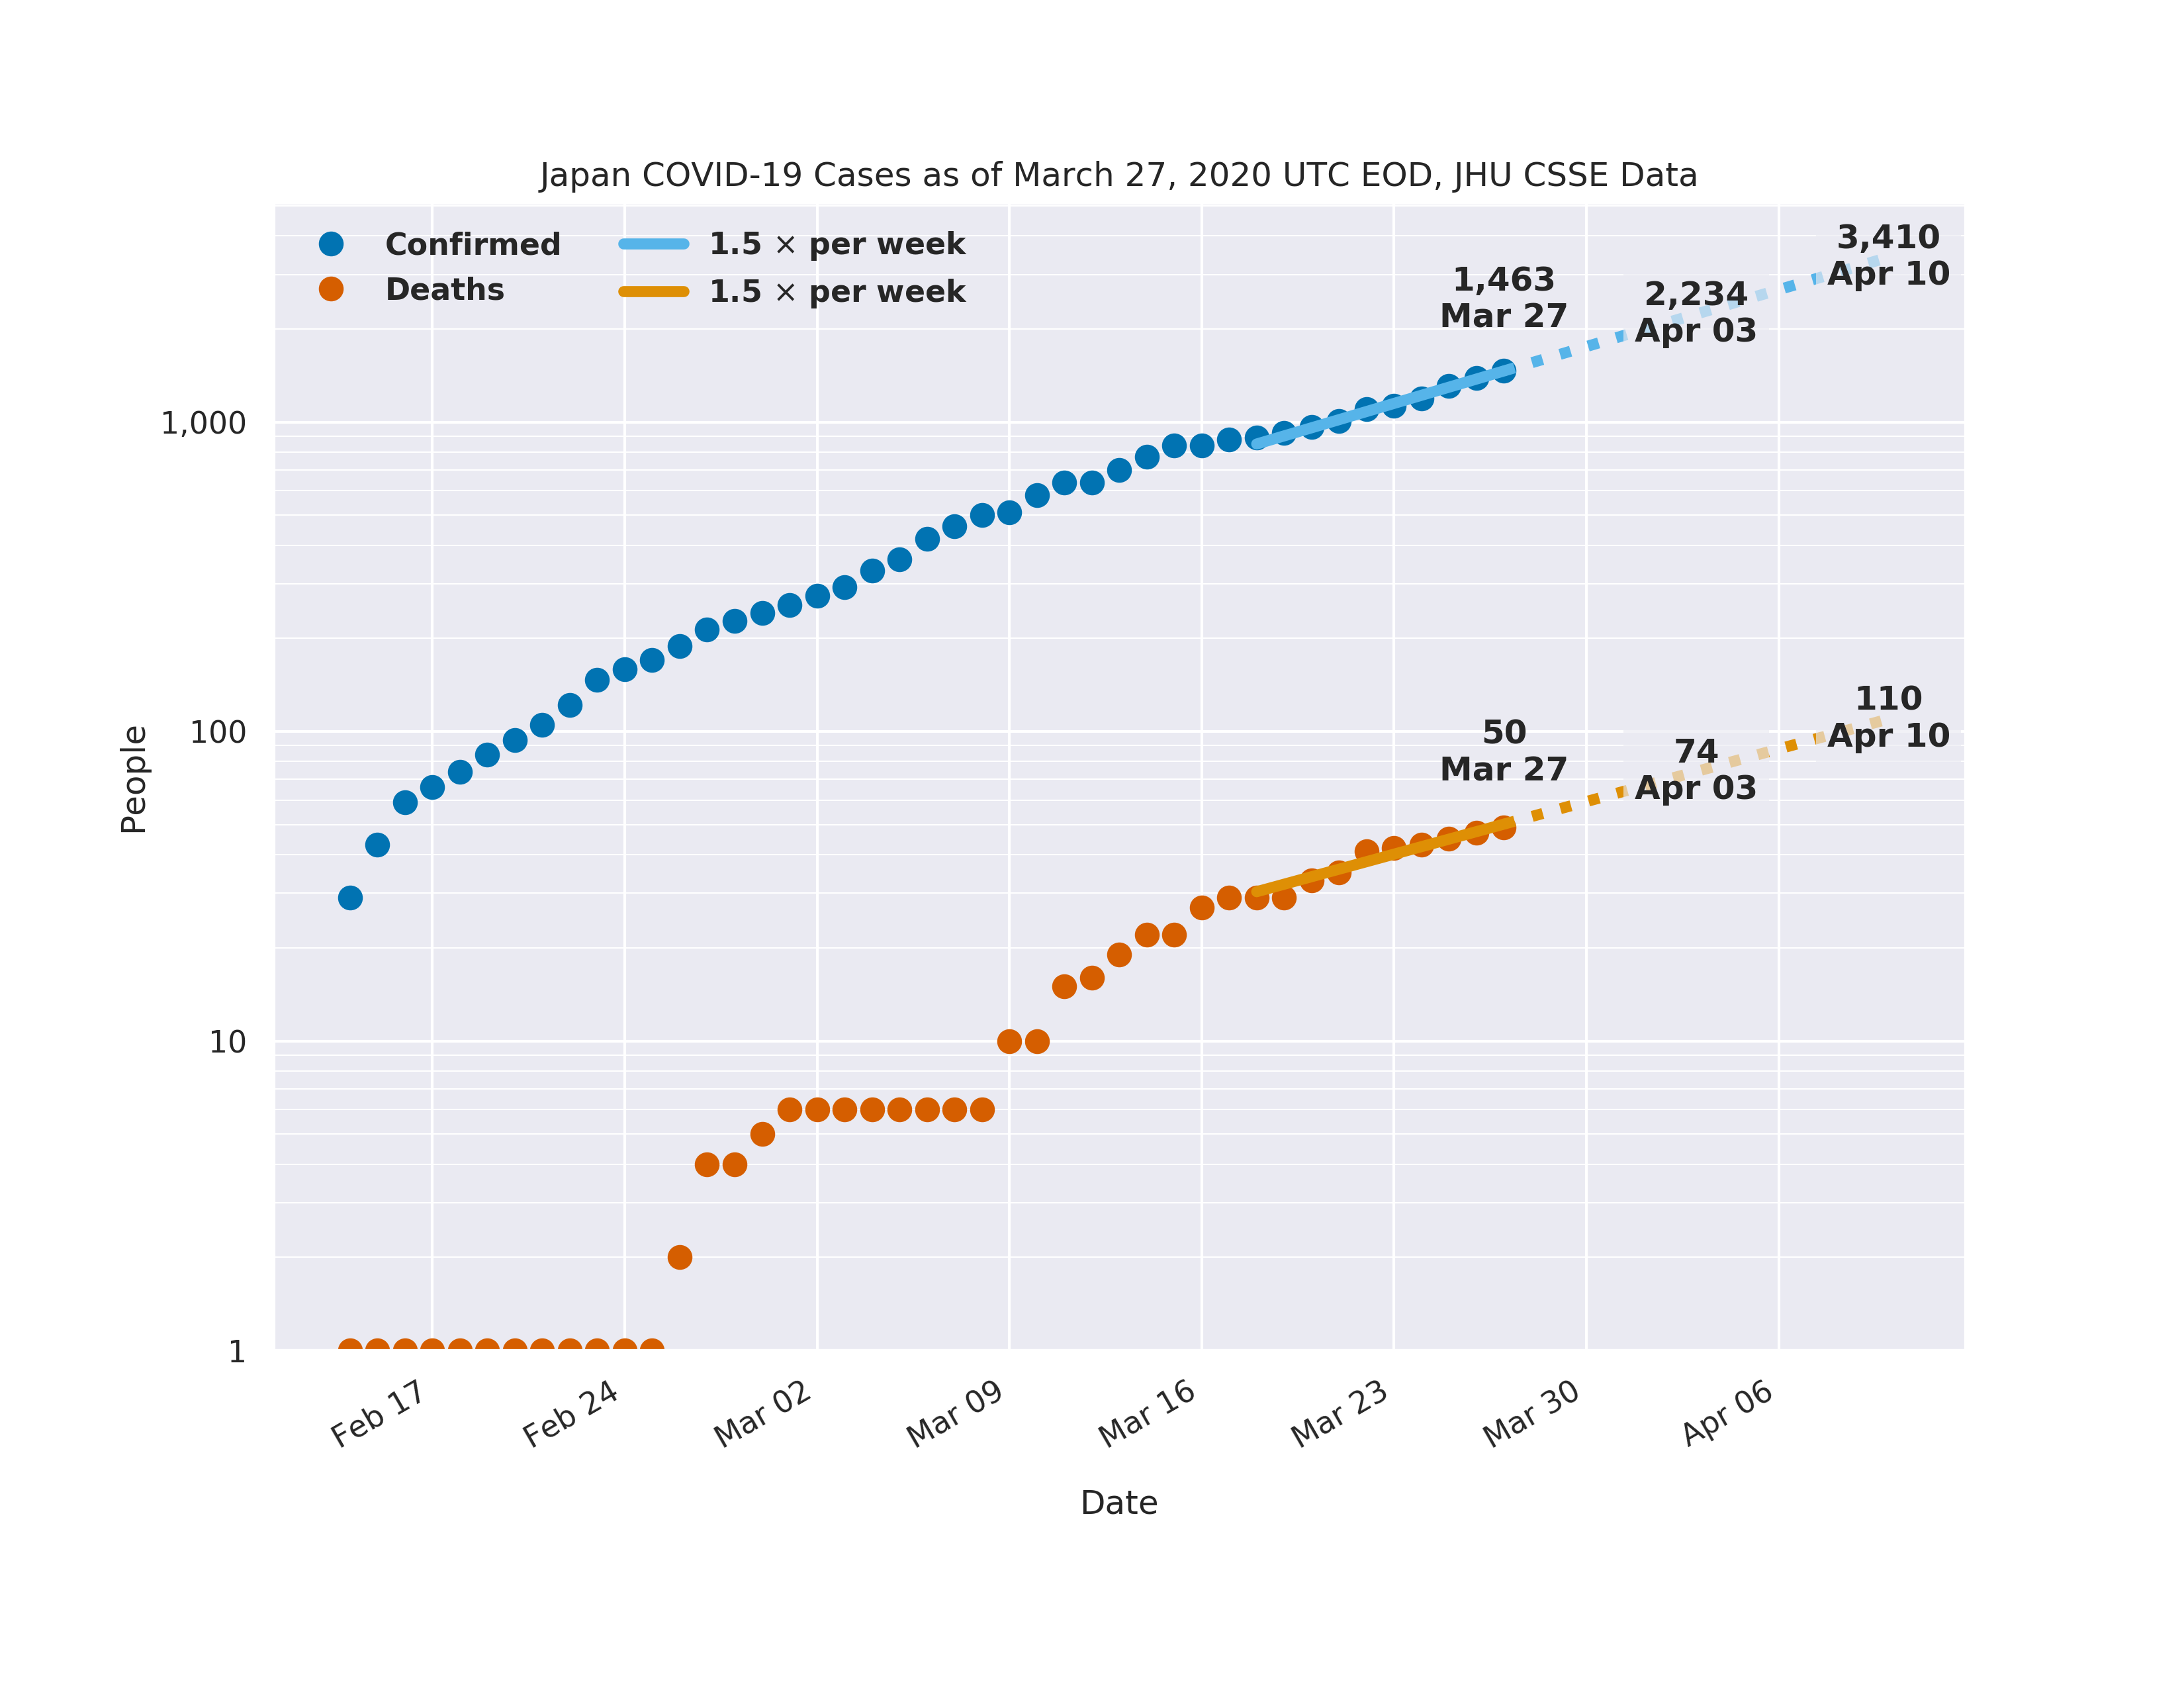 Japan COVID-19 Cases as of March 27, 2020 UTC EOD, JHU CSSE Data
Confirmed
Deaths
1.5 × per week
1.5 × per week
1,463
Mar 27
2,234
Apr 03
3,410
Apr 10
50
Mar 27
74
Apr 03
110
Apr 10
People
1,000
100
10
1
Feb 17
Feb 24
Mar 02
Mar 09
Mar 16
Mar 23
Mar 30
Apr 06
Date